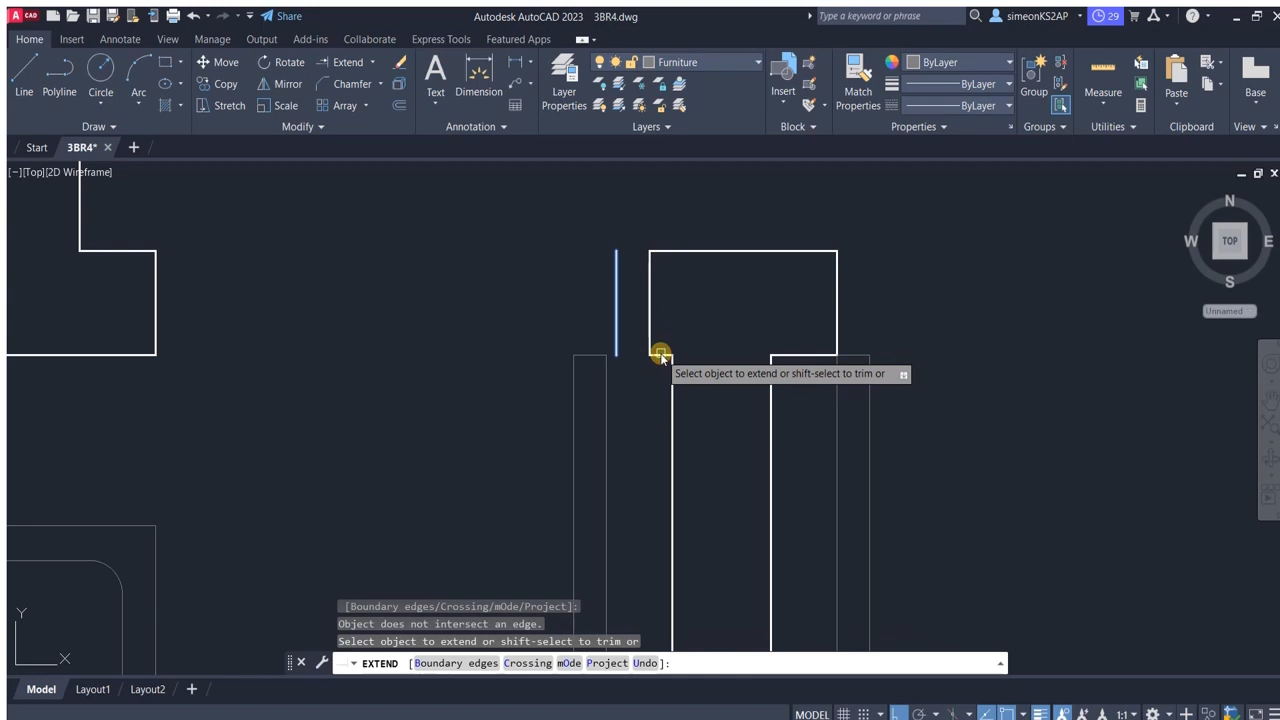 CAD
Share
Autodesk AutoCAD 2023 3BR4.dwg
Type a keyword or phrase
simeonKS2AP
29
Home Insert Annotate View Manage Output Add-ins Collaborate Express Tools Featured Apps
Line
Polyline
Circle
Arc
Move
Rotate
Extend
Copy
Mirror
Chamfer
Stretch
Scale
Array
Text
Dimension
Layer
Properties
Furniture
Insert
Match
Properties
ByLayer
ByLayer
ByLayer
Group
Measure
Paste
Base
Draw
Modify
Annotation
Layers
Block
Properties
Groups
Utilities
Clipboard
View
Start
3BR4*
[−][Top][2D Wireframe]
N
W
TOP
E
S
Unnamed
Select object to extend or shift-select to trim or
[Boundary edges/Crossing/mOde/Project]:
Object does not intersect an edge.
Select object to extend or shift-select to trim or
EXTEND [Boundary edges Crossing mOde Project Undo]:
Y
X
Model Layout1 Layout2
MODEL
1:1